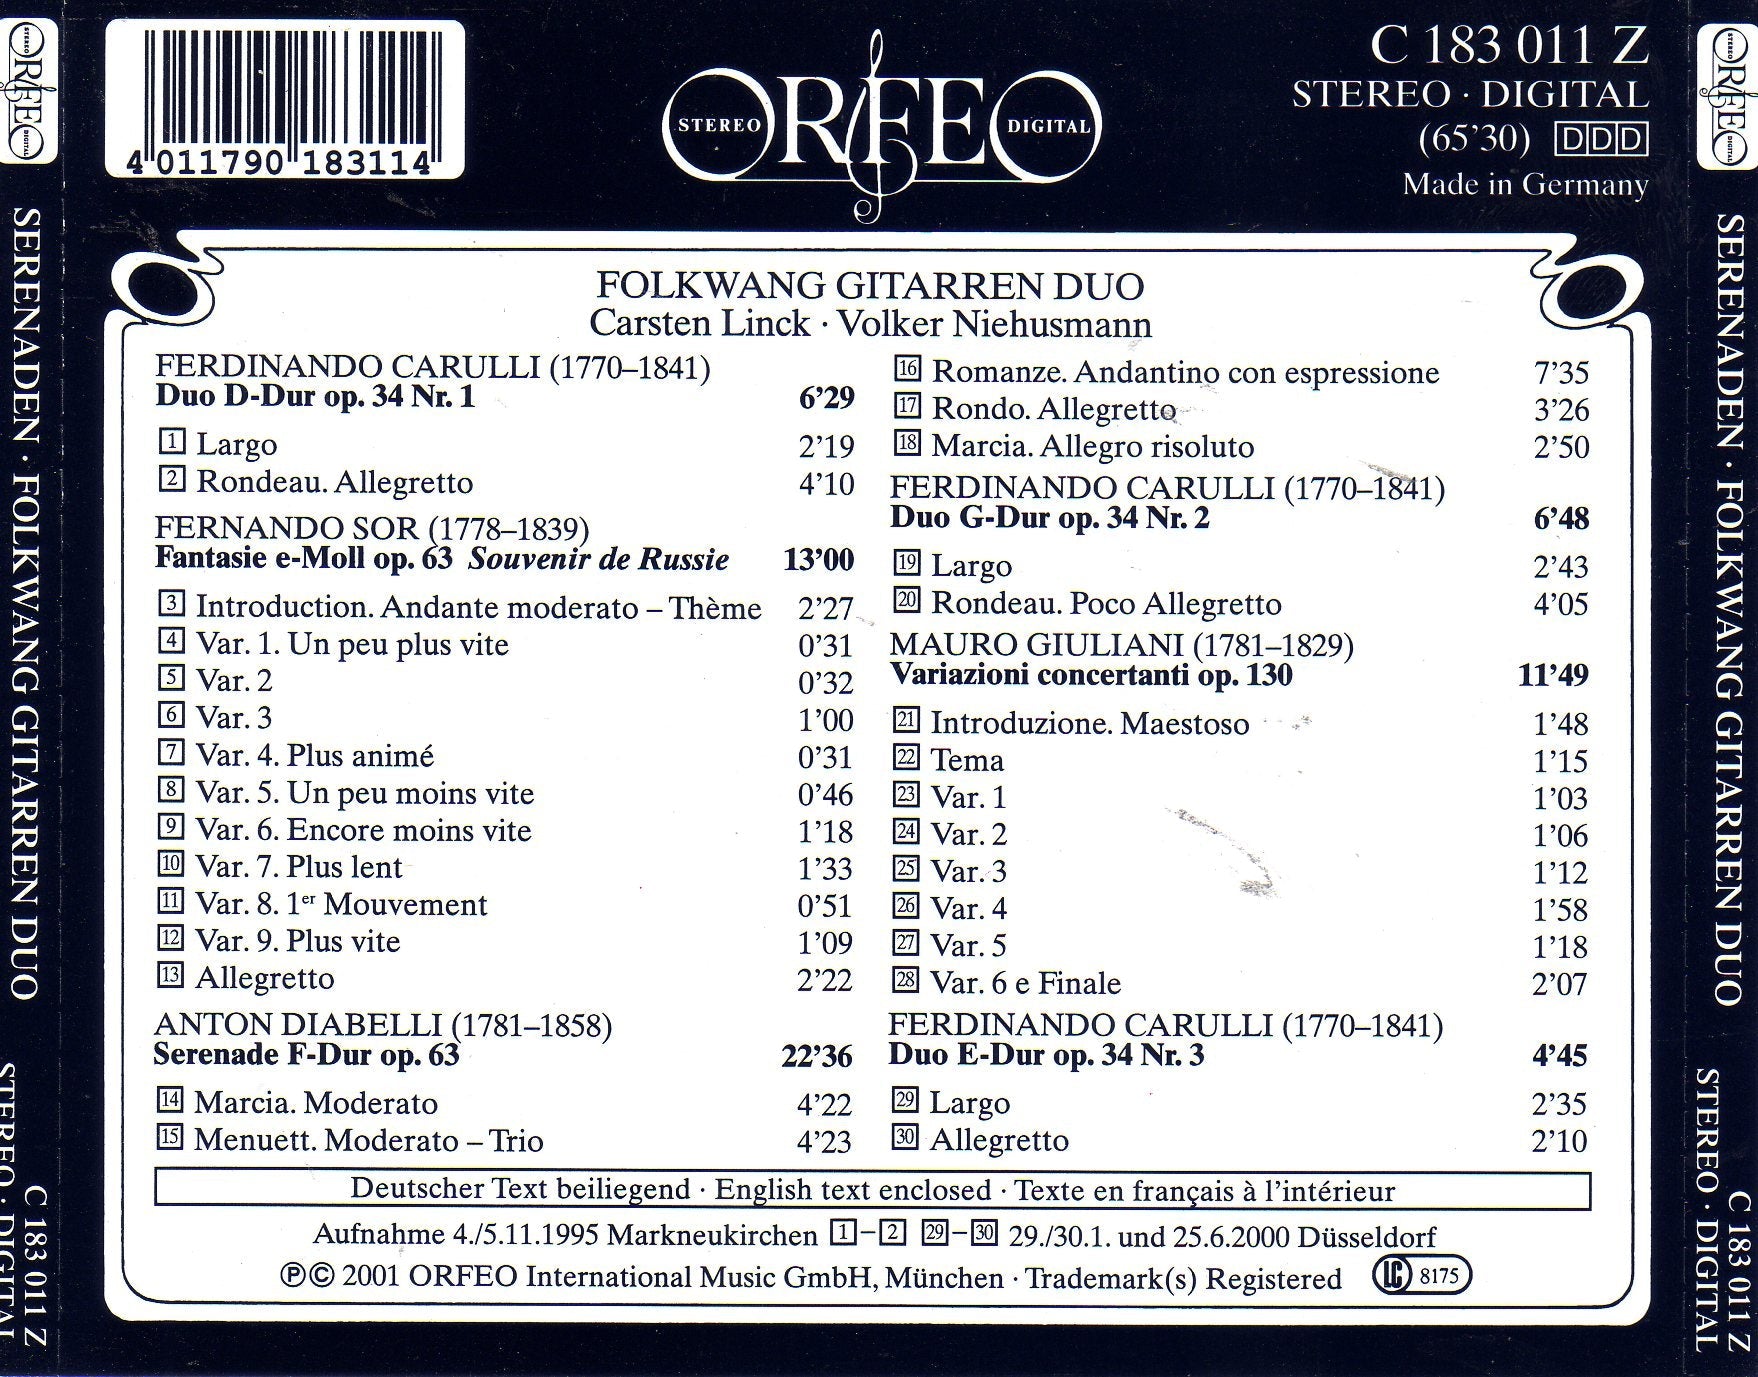 4 011790 183114
STEREO ORFEO DIGITAL
C 183 011 Z
STEREO · DIGITAL
(65'30) DDD
Made in Germany
FOLKWANG GITARREN DUO
Carsten Linck · Volker Niehusmann
FERDINANDO CARULLI (1770–1841)
Duo D-Dur op. 34 Nr. 1 6'29
1 Largo 2'19
2 Rondeau. Allegretto 4'10
FERNANDO SOR (1778–1839)
Fantasie e-Moll op. 63 Souvenir de Russie 13'00
3 Introduction. Andante moderato – Thème 2'27
4 Var. 1. Un peu plus vite 0'31
5 Var. 2 0'32
6 Var. 3 1'00
7 Var. 4. Plus animé 0'31
8 Var. 5. Un peu moins vite 0'46
9 Var. 6. Encore moins vite 1'18
10 Var. 7. Plus lent 1'33
11 Var. 8. 1er Mouvement 0'51
12 Var. 9. Plus vite 1'09
13 Allegretto 2'22
ANTON DIABELLI (1781–1858)
Serenade F-Dur op. 63 22'36
14 Marcia. Moderato 4'22
15 Menuett. Moderato – Trio 4'23
16 Romanze. Andantino con espressione 7'35
17 Rondo. Allegretto 3'26
18 Marcia. Allegro risoluto 2'50
FERDINANDO CARULLI (1770–1841)
Duo G-Dur op. 34 Nr. 2 6'48
19 Largo 2'43
20 Rondeau. Poco Allegretto 4'05
MAURO GIULIANI (1781–1829)
Variazioni concertanti op. 130 11'49
21 Introduzione. Maestoso 1'48
22 Tema 1'15
23 Var. 1 1'03
24 Var. 2 1'06
25 Var. 3 1'12
26 Var. 4 1'58
27 Var. 5 1'18
28 Var. 6 e Finale 2'07
FERDINANDO CARULLI (1770–1841)
Duo E-Dur op. 34 Nr. 3 4'45
29 Largo 2'35
30 Allegretto 2'10
Deutscher Text beiliegend · English text enclosed · Texte en français à l'intérieur
Aufnahme 4./5.11.1995 Markneukirchen 1–2 29–30 29./30.1. und 25.6.2000 Düsseldorf
℗© 2001 ORFEO International Music GmbH, München · Trademark(s) Registered LC 8175
STEREO ORFEO DIGITAL
SERENADEN · FOLKWANG GITARREN DUO
C 183 011 Z
STEREO · DIGITAL
STEREO ORFEO DIGITAL
SERENADEN · FOLKWANG GITARREN DUO
C 183 011 Z
STEREO · DIGITAL